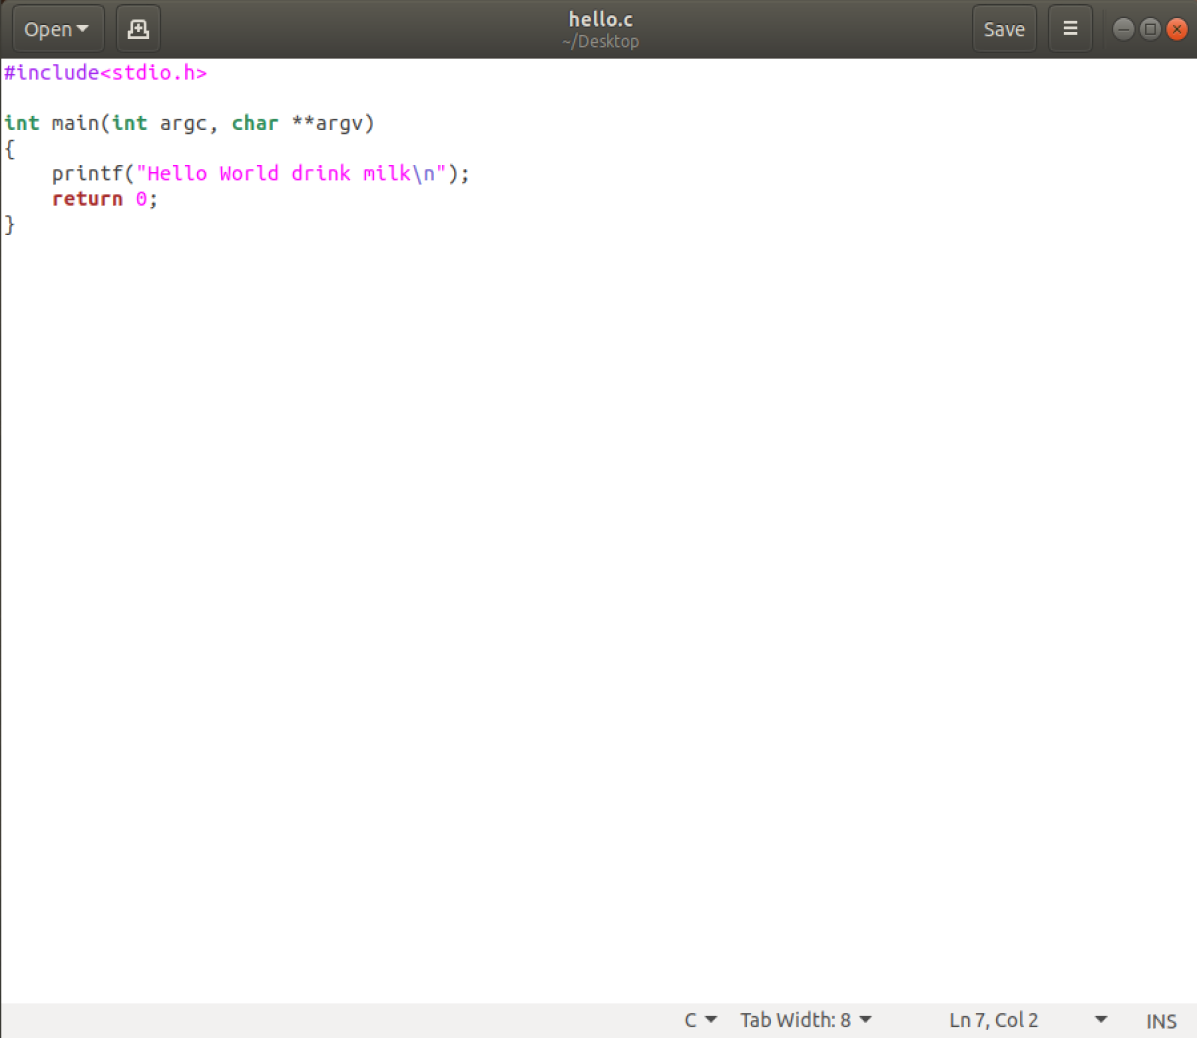 Open
hello.c
~/Desktop
Save
#include<stdio.h>
int main(int argc, char **argv)
{
    printf("Hello World drink milk\n");
    return 0;
}
C Tab Width: 8 Ln 7, Col 2 INS